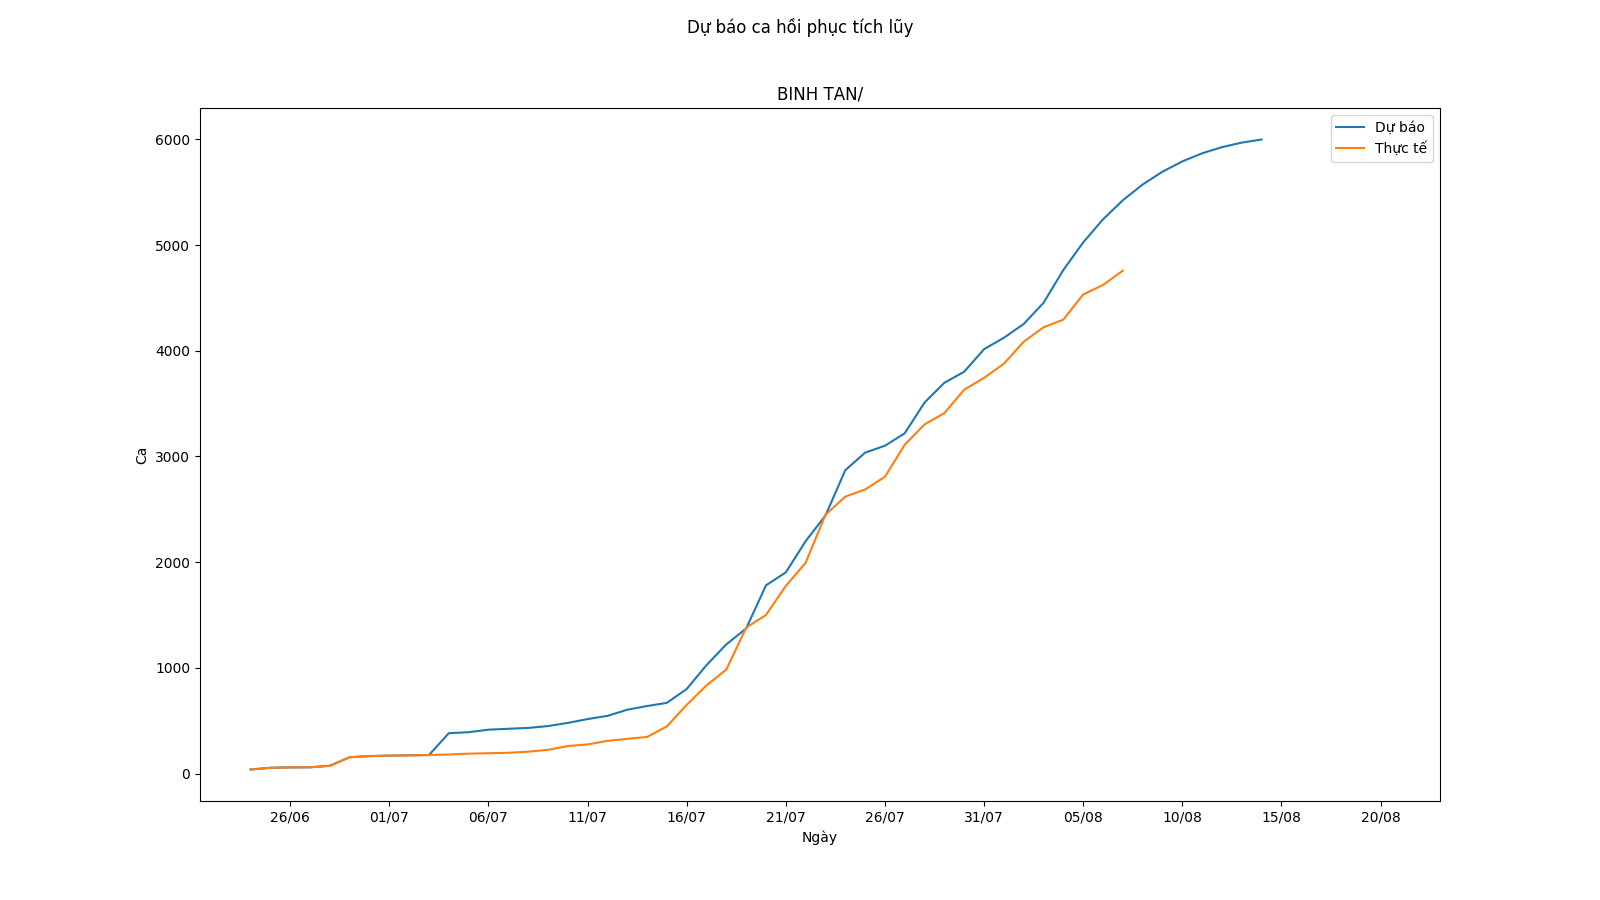 Dự báo ca hồi phục tích lũy
BINH TAN/
Dự báo
Thực tế
6000
5000
4000
3000
2000
1000
0
Ca
26/06 01/07 06/07 11/07 16/07 21/07 26/07 31/07 05/08 10/08 15/08 20/08
Ngày